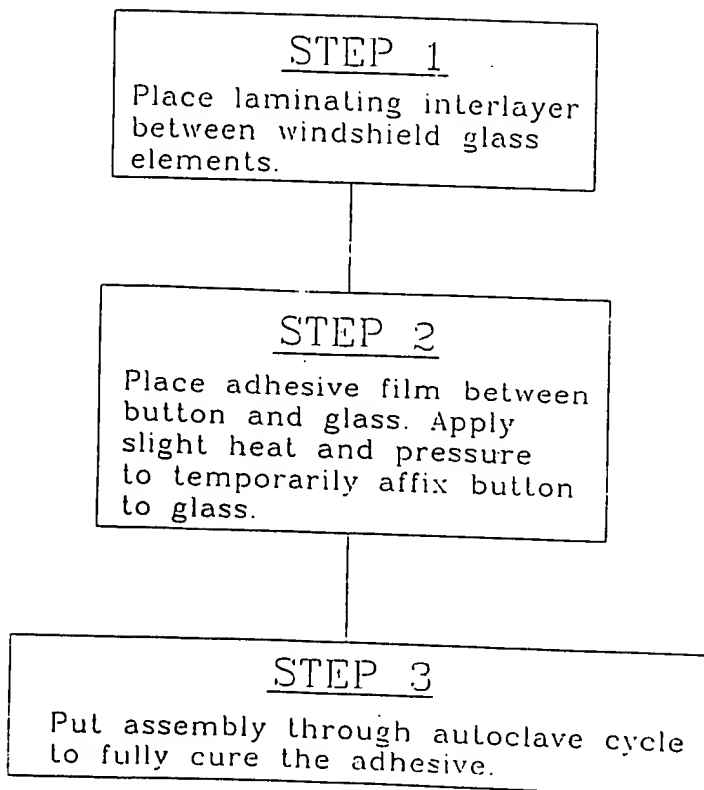 STEP 1
Place laminating interlayer
between windshield glass
elements.
STEP 2
Place adhesive film between
button and glass. Apply
slight heat and pressure
to temporarily affix button
to glass.
STEP 3
Put assembly through autoclave cycle
to fully cure the adhesive.